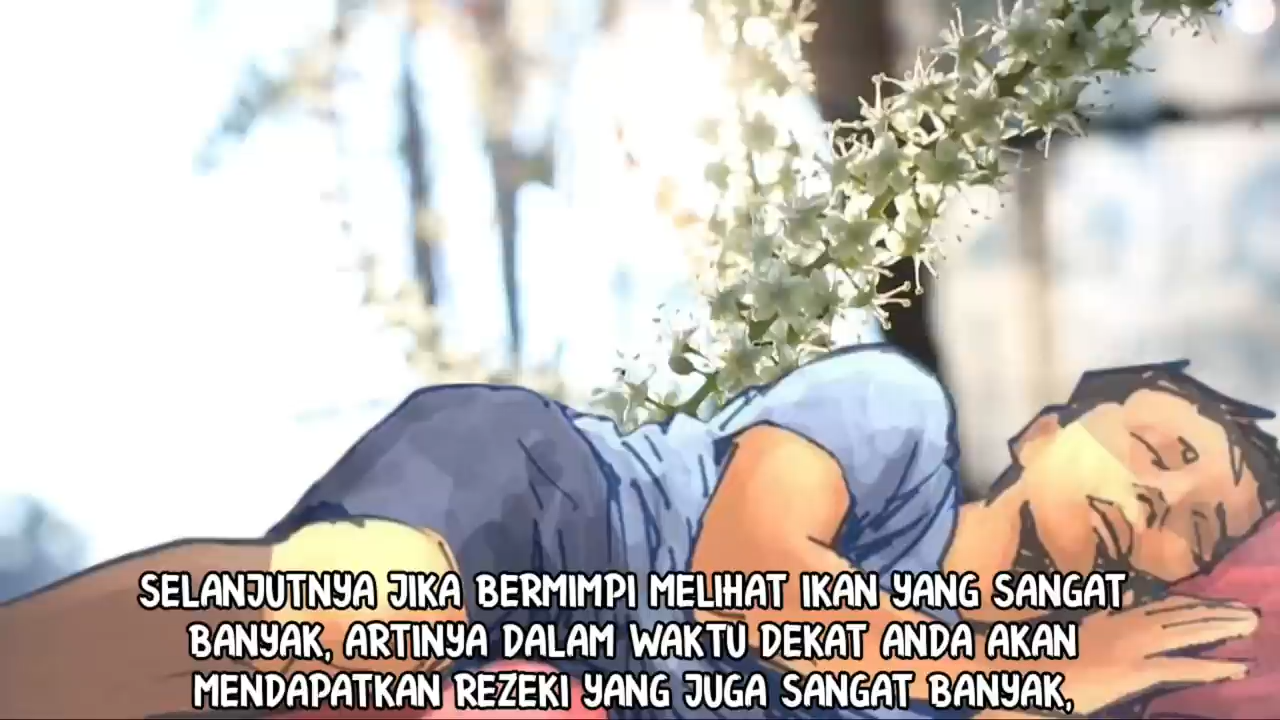 SELANJUTNYA JIKA BERMIMPI MELIHAT IKAN YANG SANGAT
BANYAK, ARTINYA DALAM WAKTU DEKAT ANDA AKAN
MENDAPATKAN REZEKI YANG JUGA SANGAT BANYAK,